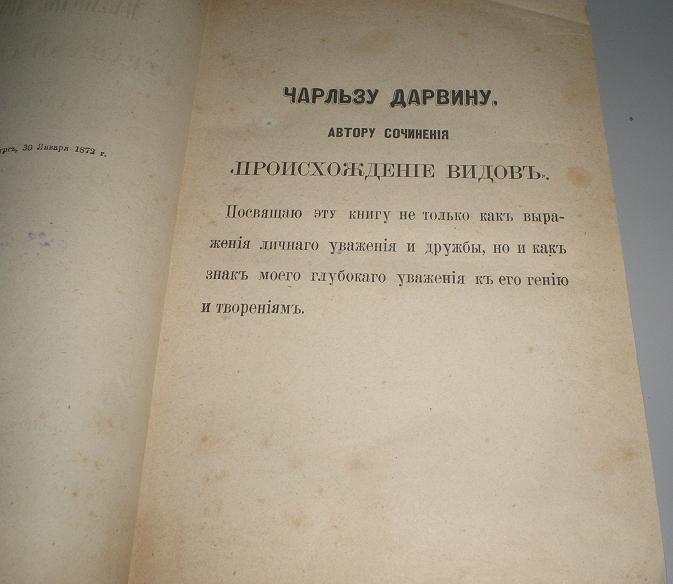 30 Января 1872 г.
ЧАРЛЬЗУ ДАРВИНУ.
АВТОРУ СОЧИНЕНІЯ
«ПРОИСХОЖДЕНІЕ ВИДОВЪ».
Посвящаю эту книгу не только какъ выра-
женія личнаго уваженія и дружбы, но и какъ
знакъ моего глубокаго уваженія къ его генію
и твореніямъ.